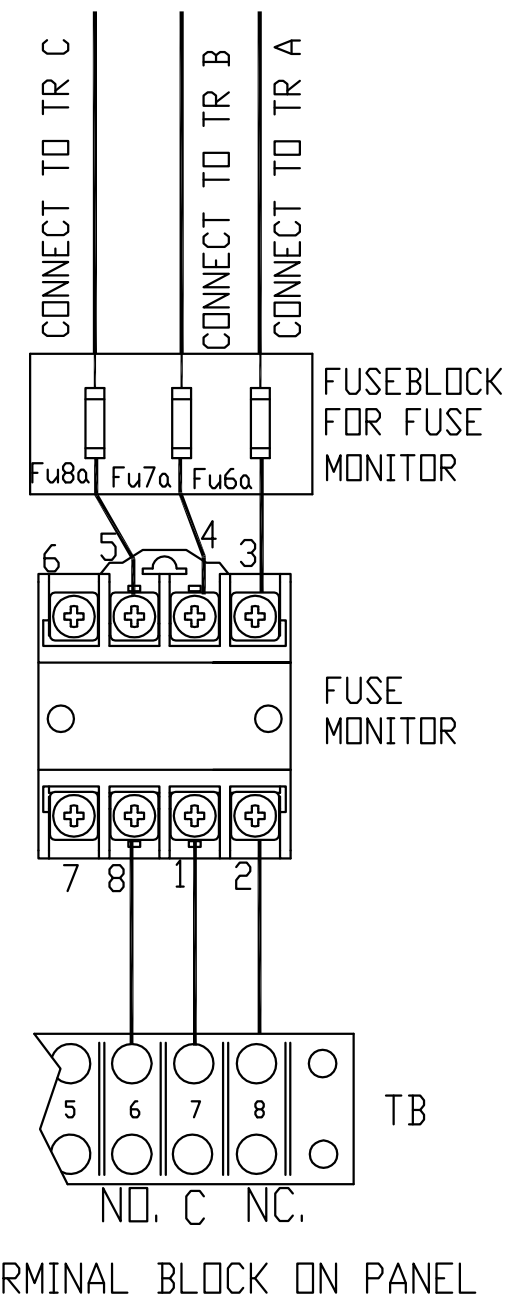 CONNECT TO TR C
CONNECT TO TR B
CONNECT TO TR A
FUSEBLOCK
FOR FUSE
MONITOR
Fu8a Fu7a Fu6a
6 5 4 3
FUSE
MONITOR
7 8 1 2
5 6 7 8
TB
NO. C NC.
RMINAL BLOCK ON PANEL